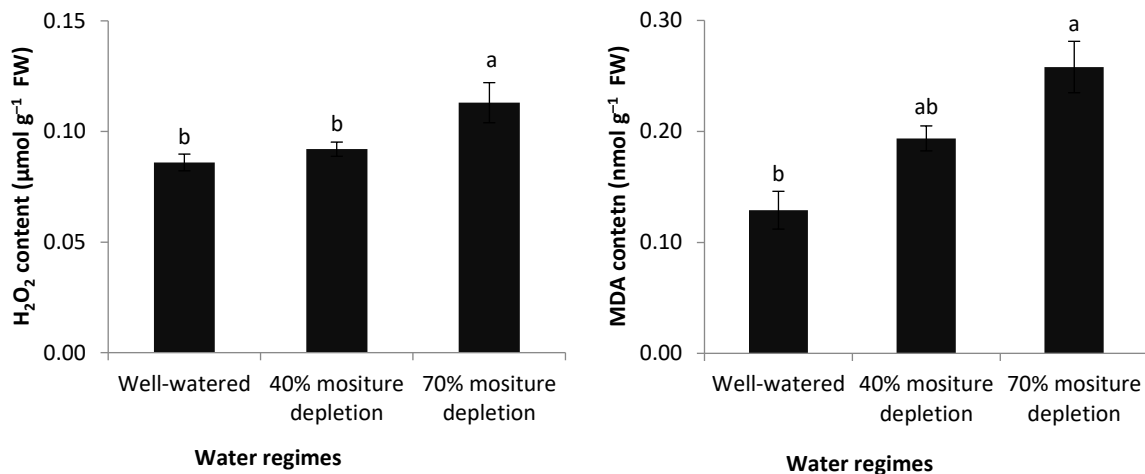 H₂O₂ content (µmol g⁻¹ FW)
0.15
0.10
0.05
0.00
b
b
a
Well-watered
40% mositure
depletion
70% mositure
depletion
Water regimes
MDA contetn (nmol g⁻¹ FW)
0.30
0.20
0.10
0.00
b
ab
a
Well-watered
40% mositure
depletion
70% mositure
depletion
Water regimes